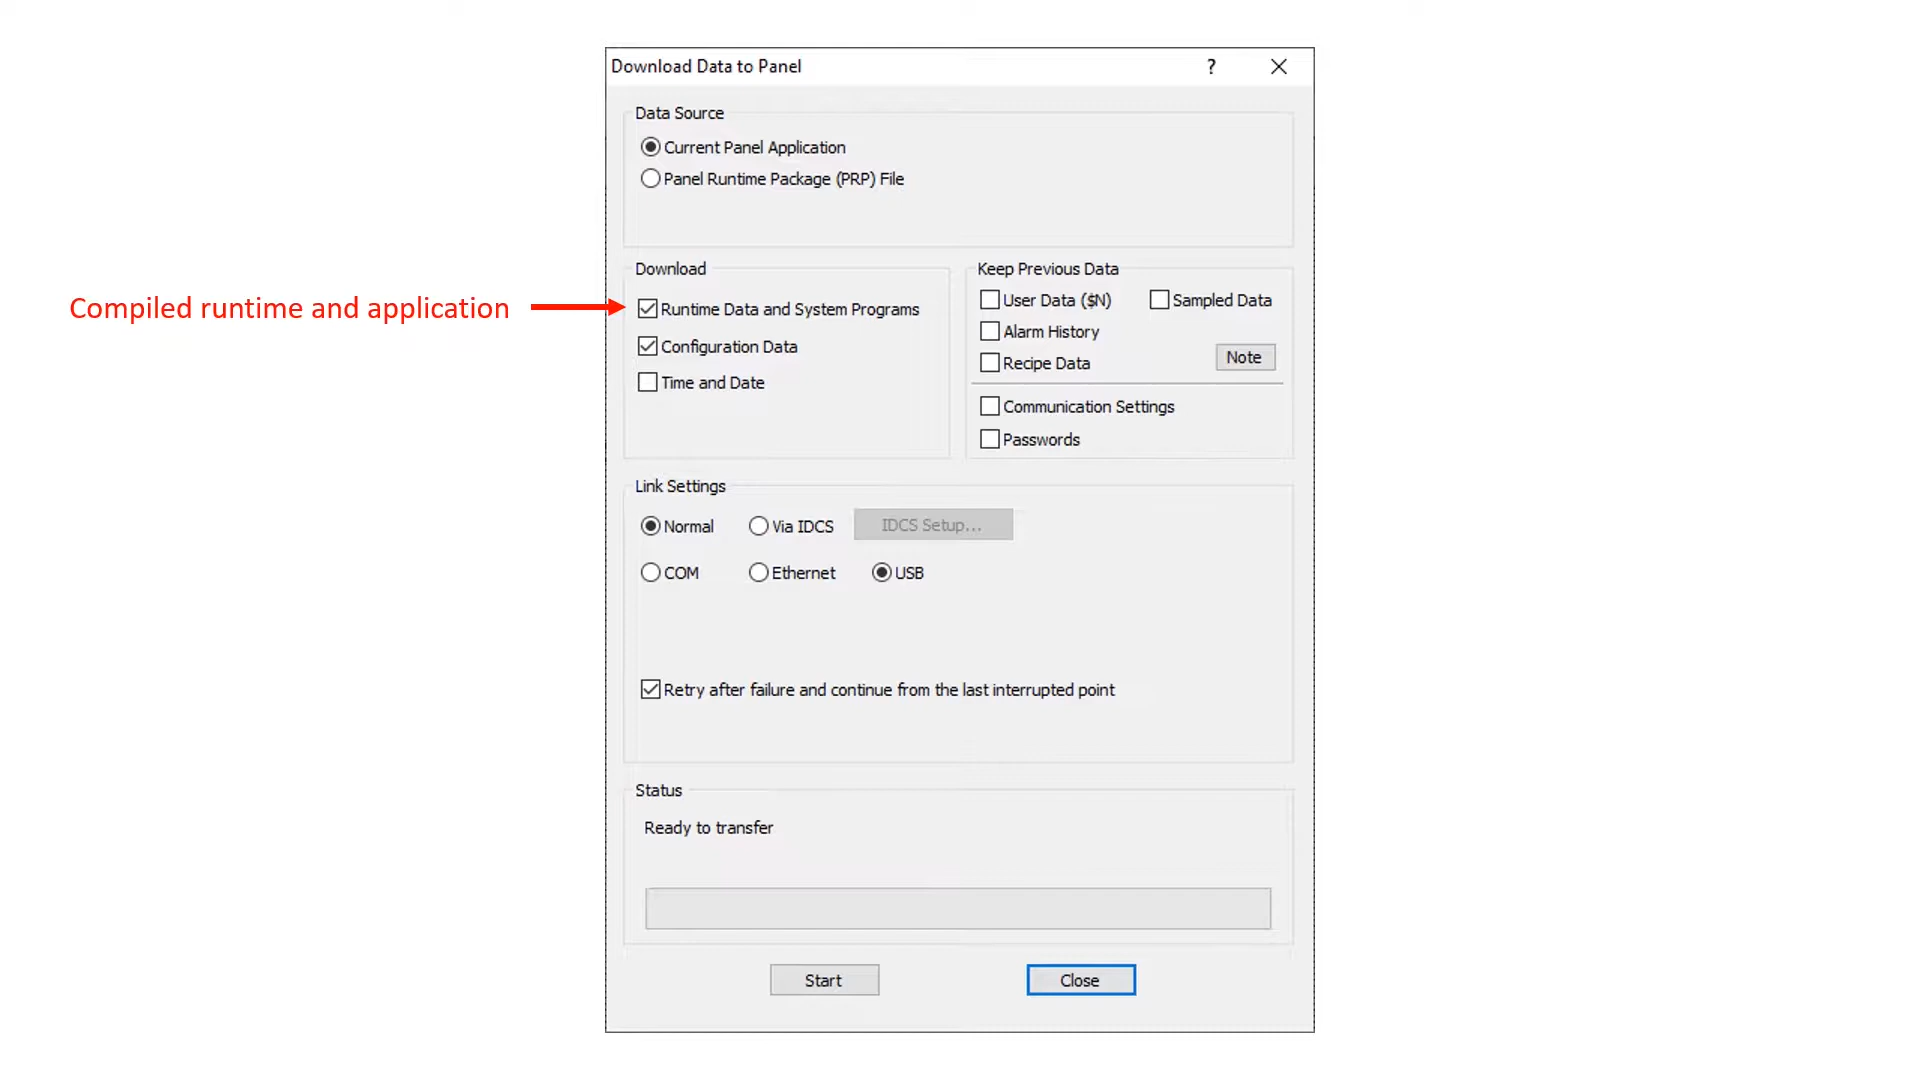 Download Data to Panel ?
Data Source
Current Panel Application
Panel Runtime Package (PRP) File
Compiled runtime and application
Download
Runtime Data and System Programs
Configuration Data
Time and Date
Keep Previous Data
User Data ($N) Sampled Data
Alarm History
Recipe Data Note
Communication Settings
Passwords
Link Settings
Normal Via IDCS IDCS Setup...
COM Ethernet USB
Retry after failure and continue from the last interrupted point
Status
Ready to transfer
Start Close